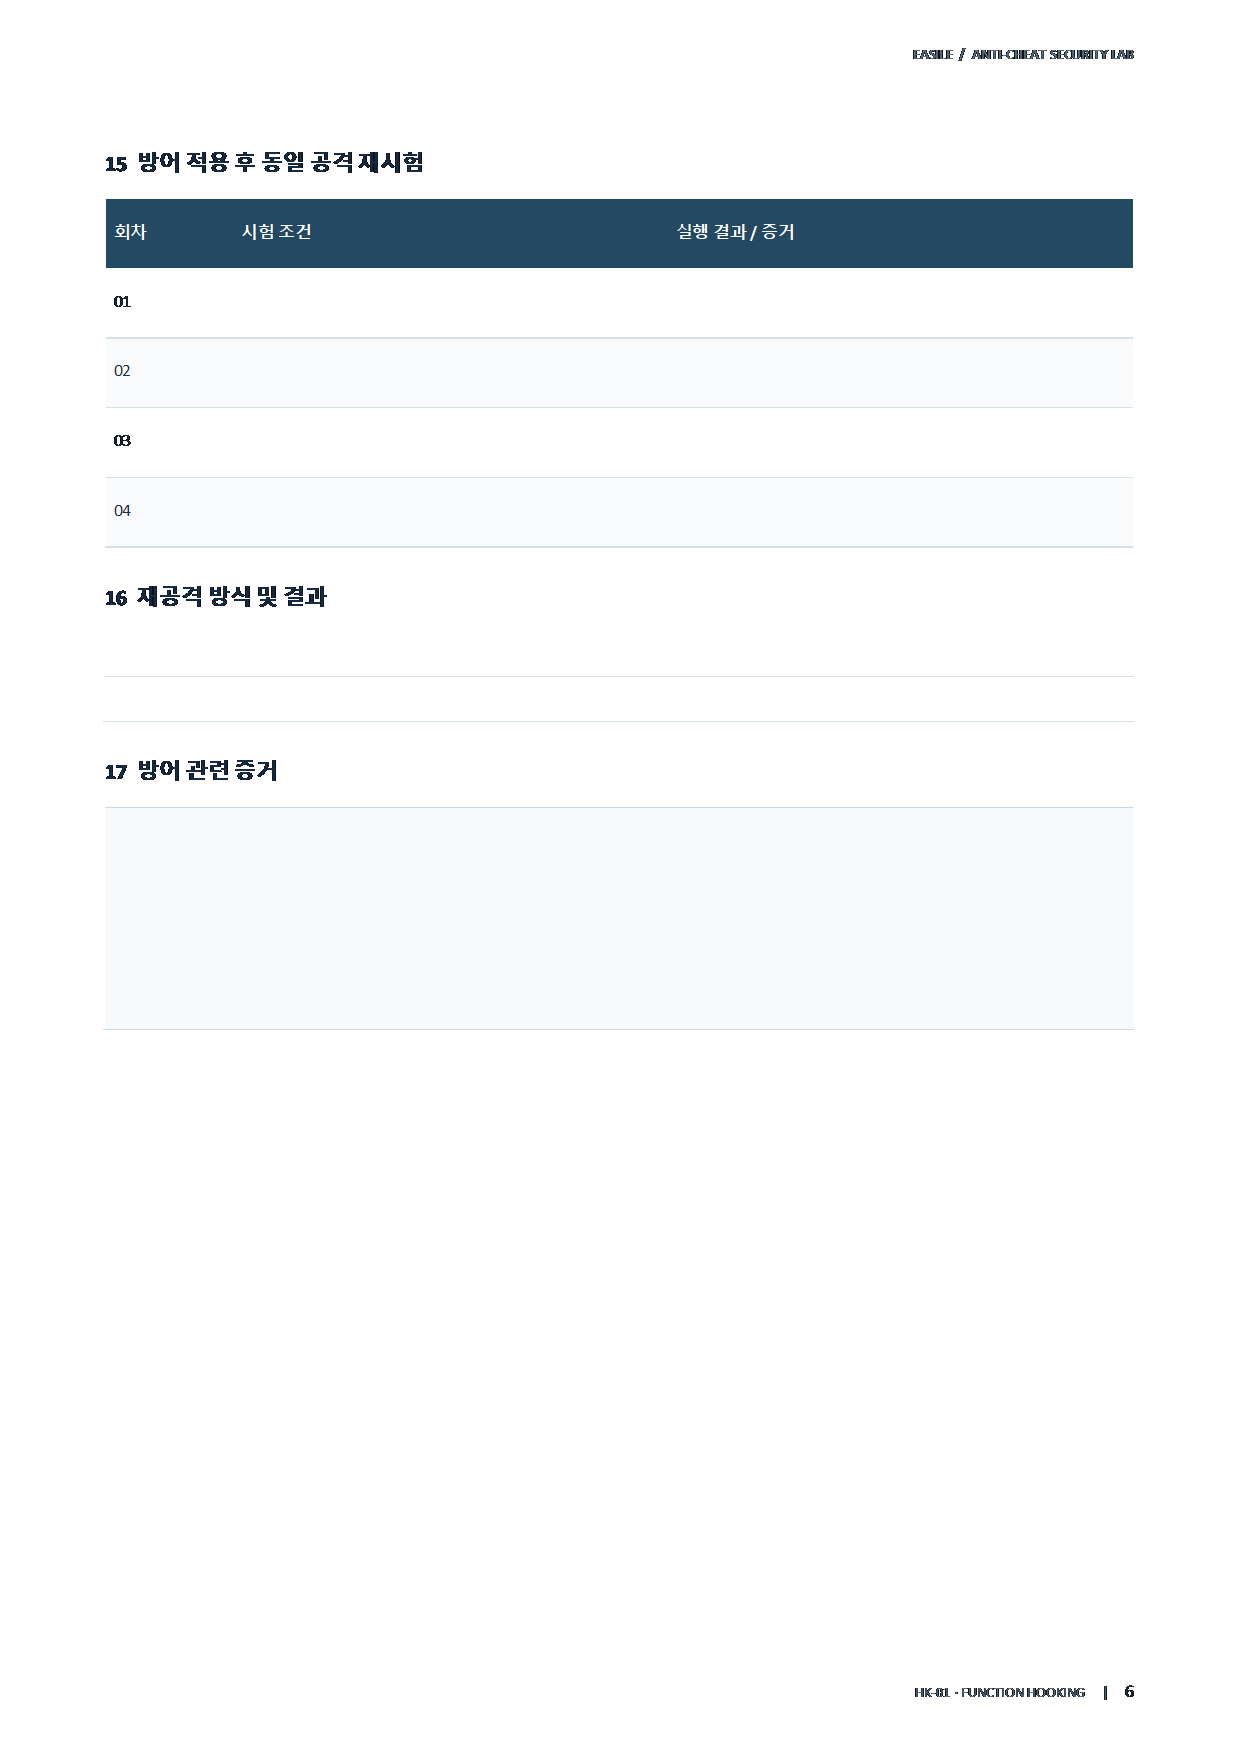 EASILE / ANTI-CHEAT SECURITY LAB
15 방어 적용 후 동일 공격 재시험
회차 시험 조건 실행 결과 / 증거
01
02
03
04
16 재공격 방식 및 결과
17 방어 관련 증거
HK-01 - FUNCTION HOOKING | 6